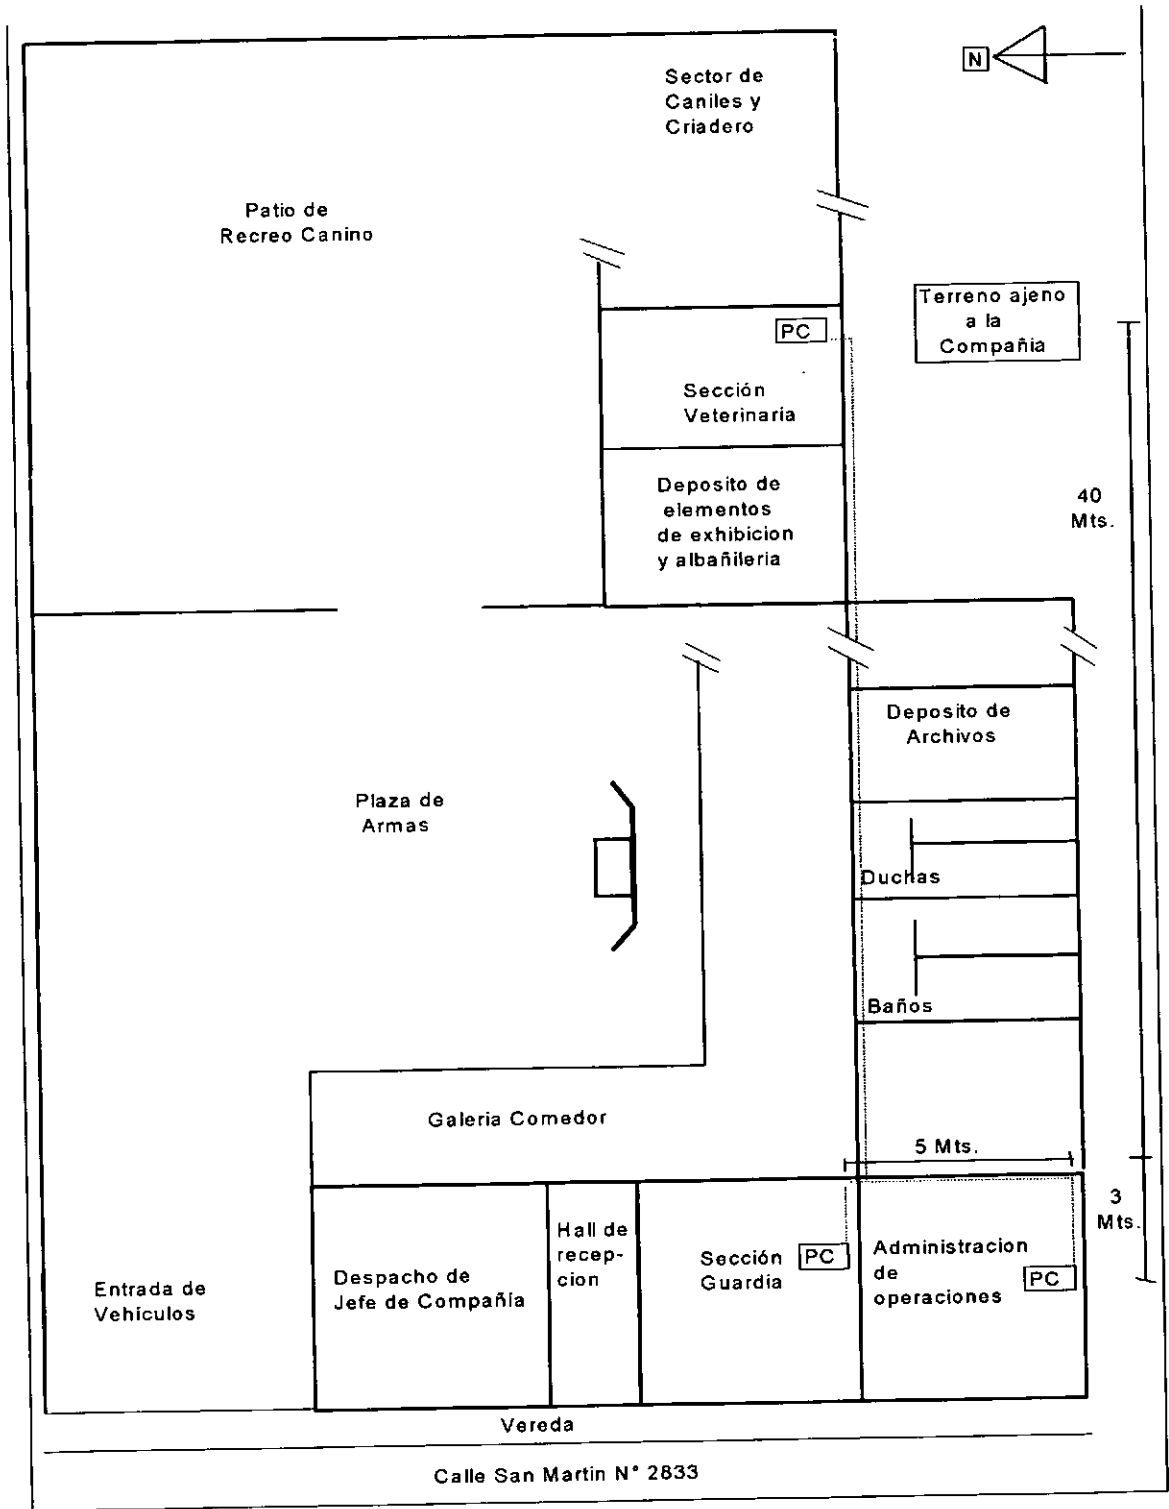 N
Sector de
Caniles y
Criadero
Patio de
Recreo Canino
Terreno ajeno
a la
Compañia
PC
Sección
Veterinaria
Deposito de
elementos
de exhibicion
y albañileria
40
Mts.
Deposito de
Archivos
Plaza de
Armas
Duchas
Baños
Galeria Comedor
5 Mts.
3
Mts.
Hall de
recep-
cion
Sección
Guardia
PC
Administracion
de
operaciones
PC
Despacho de
Jefe de Compañía
Entrada de
Vehículos
Vereda
Calle San Martin N° 2833